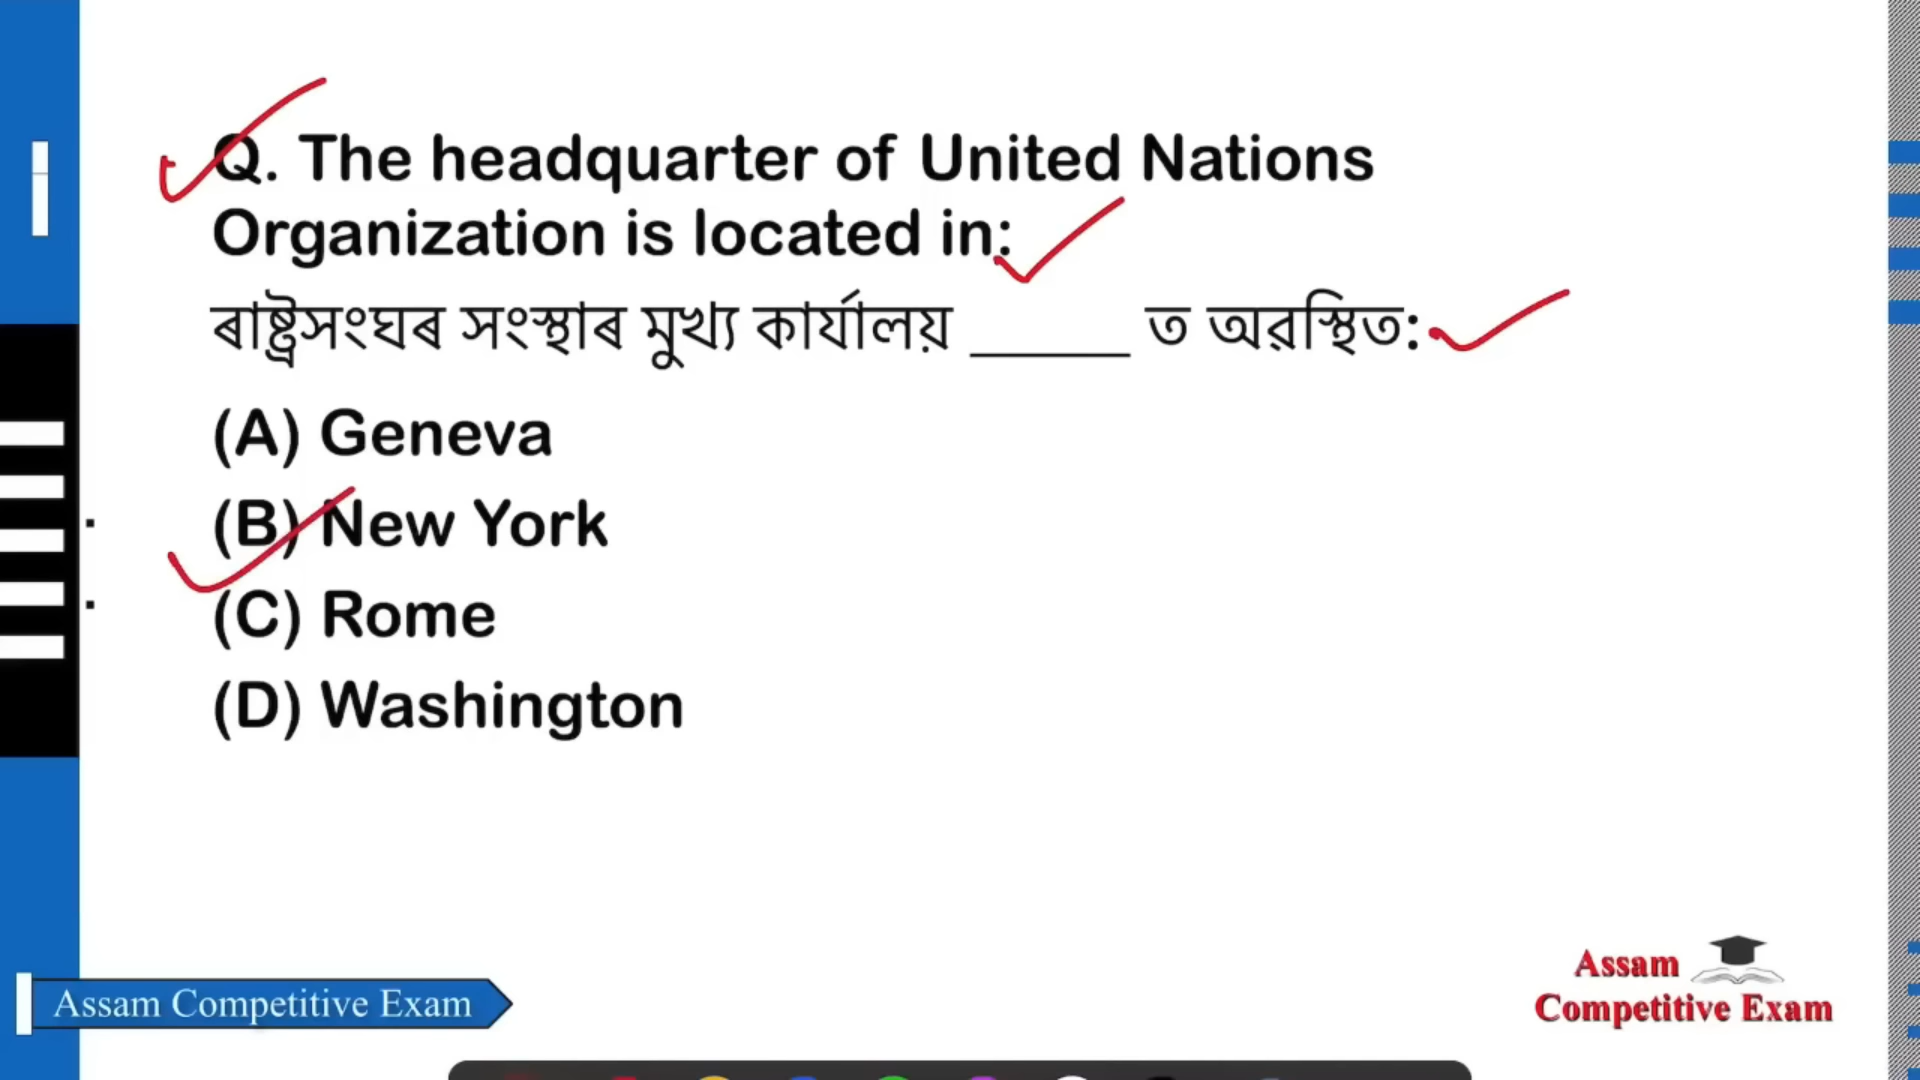 Q. The headquarter of United Nations
Organization is located in:
ৰাষ্ট্ৰসংঘৰ সংস্থাৰ মুখ্য কাৰ্যালয় ______ ত অৱস্থিত:
(A) Geneva
(B) New York
(C) Rome
(D) Washington
Assam Competitive Exam
Assam
Competitive Exam